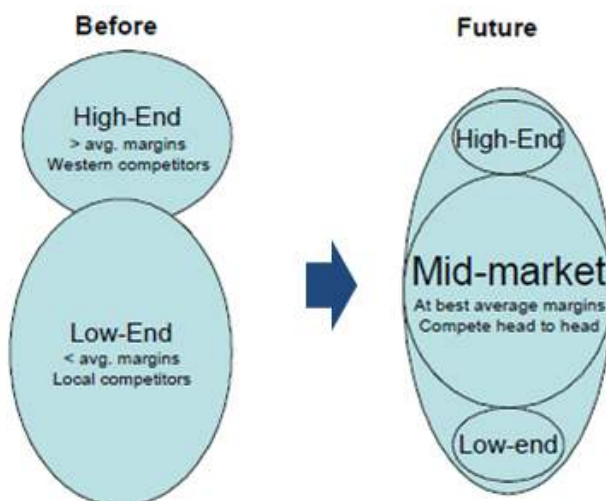 Before
High-End
> avg. margins
Western competitors
Low-End
< avg. margins
Local competitors
Future
High-End
Mid-market
At best average margins
Compete head to head
Low-end